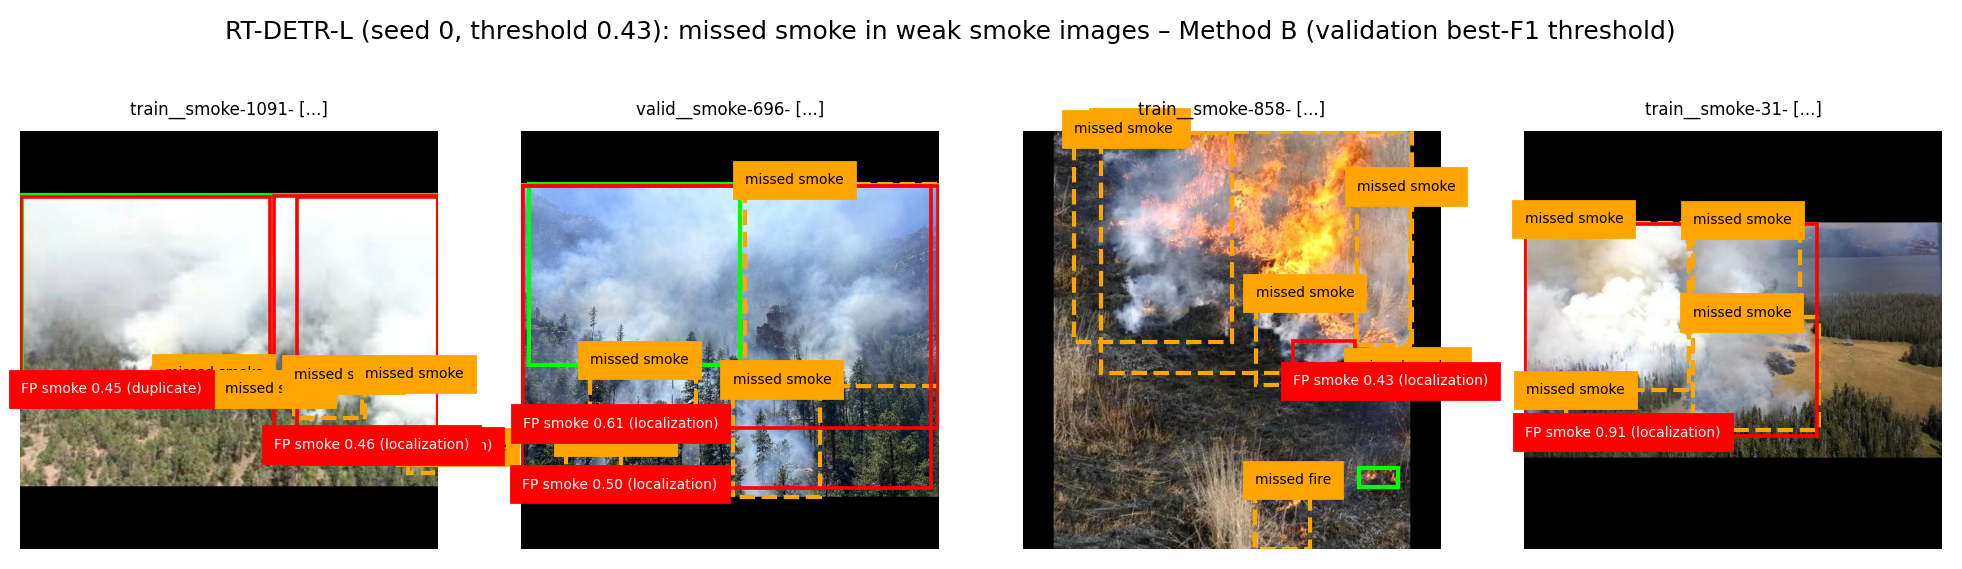 RT-DETR-L (seed 0, threshold 0.43): missed smoke in weak smoke images – Method B (validation best-F1 threshold)
train__smoke-1091- [...]
missed s
missed s
missed smoke
FP smoke 0.45 (duplicate)
FP smoke 0.46 (localization)
n)
valid__smoke-696- [...]
missed smoke
missed smoke
missed smoke
FP smoke 0.61 (localization)
FP smoke 0.50 (localization)
train__smoke-858- [...]
missed smoke
missed smoke
missed smoke
FP smoke 0.43 (localization)
missed fire
train__smoke-31- [...]
missed smoke
missed smoke
missed smoke
missed smoke
FP smoke 0.91 (localization)